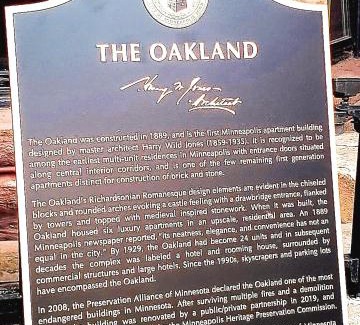 THE OAKLAND
Harry W Jones
Architect
The Oakland was constructed in 1889, and is the first Minneapolis apartment building
designed by master architect Harry Wild Jones (1859-1935). It is recognized to be
among the earliest multi-unit residences in Minneapolis with entrance doors situated
along central interior corridors, and is one of the few remaining first generation
apartments distinct for construction of brick and stone.
The Oakland's Richardsonian Romanesque design elements are evident in the chiseled
blocks and rounded arches evoking a castle feeling with a drawbridge entrance, flanked
by towers and topped with medieval inspired stonework. When it was built, the
Oakland housed six luxury apartments in an upscale, residential area. An 1889
Minneapolis newspaper reported, "its neatness, elegance, and convenience has not an
equal in the city." By 1929, the Oakland had become 24 units and in subsequent
decades the complex was labeled a hotel and rooming house, surrounded by
commercial structures and large hotels. Since the 1990s, skyscrapers and parking lots
have encompassed the Oakland.
In 2008, the Preservation Alliance of Minnesota declared the Oakland one of the most
endangered buildings in Minnesota. After surviving multiple fires and a demolition
building was renovated by a public/private partnership in 2019, and
the Minneapolis Heritage Preservation Commission.